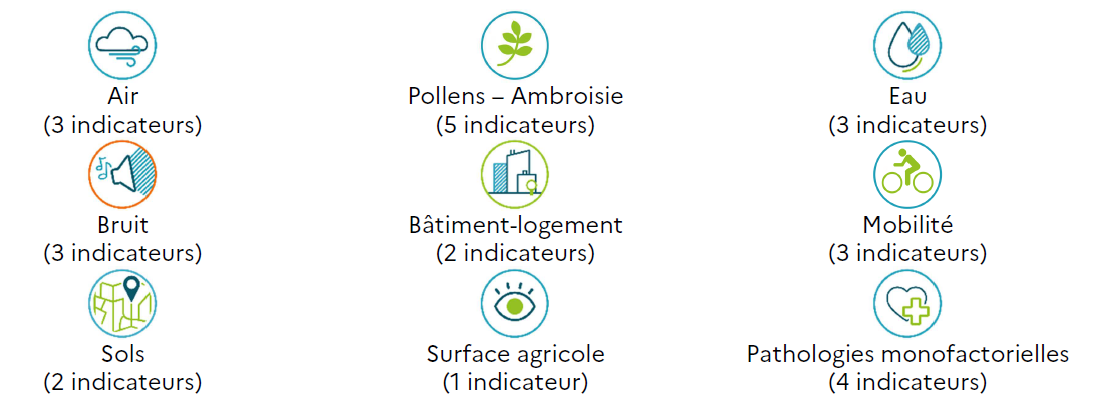 Air
(3 indicateurs)
Pollens – Ambroisie
(5 indicateurs)
Eau
(3 indicateurs)
Bruit
(3 indicateurs)
Bâtiment-logement
(2 indicateurs)
Mobilité
(3 indicateurs)
Sols
(2 indicateurs)
Surface agricole
(1 indicateur)
Pathologies monofactorielles
(4 indicateurs)